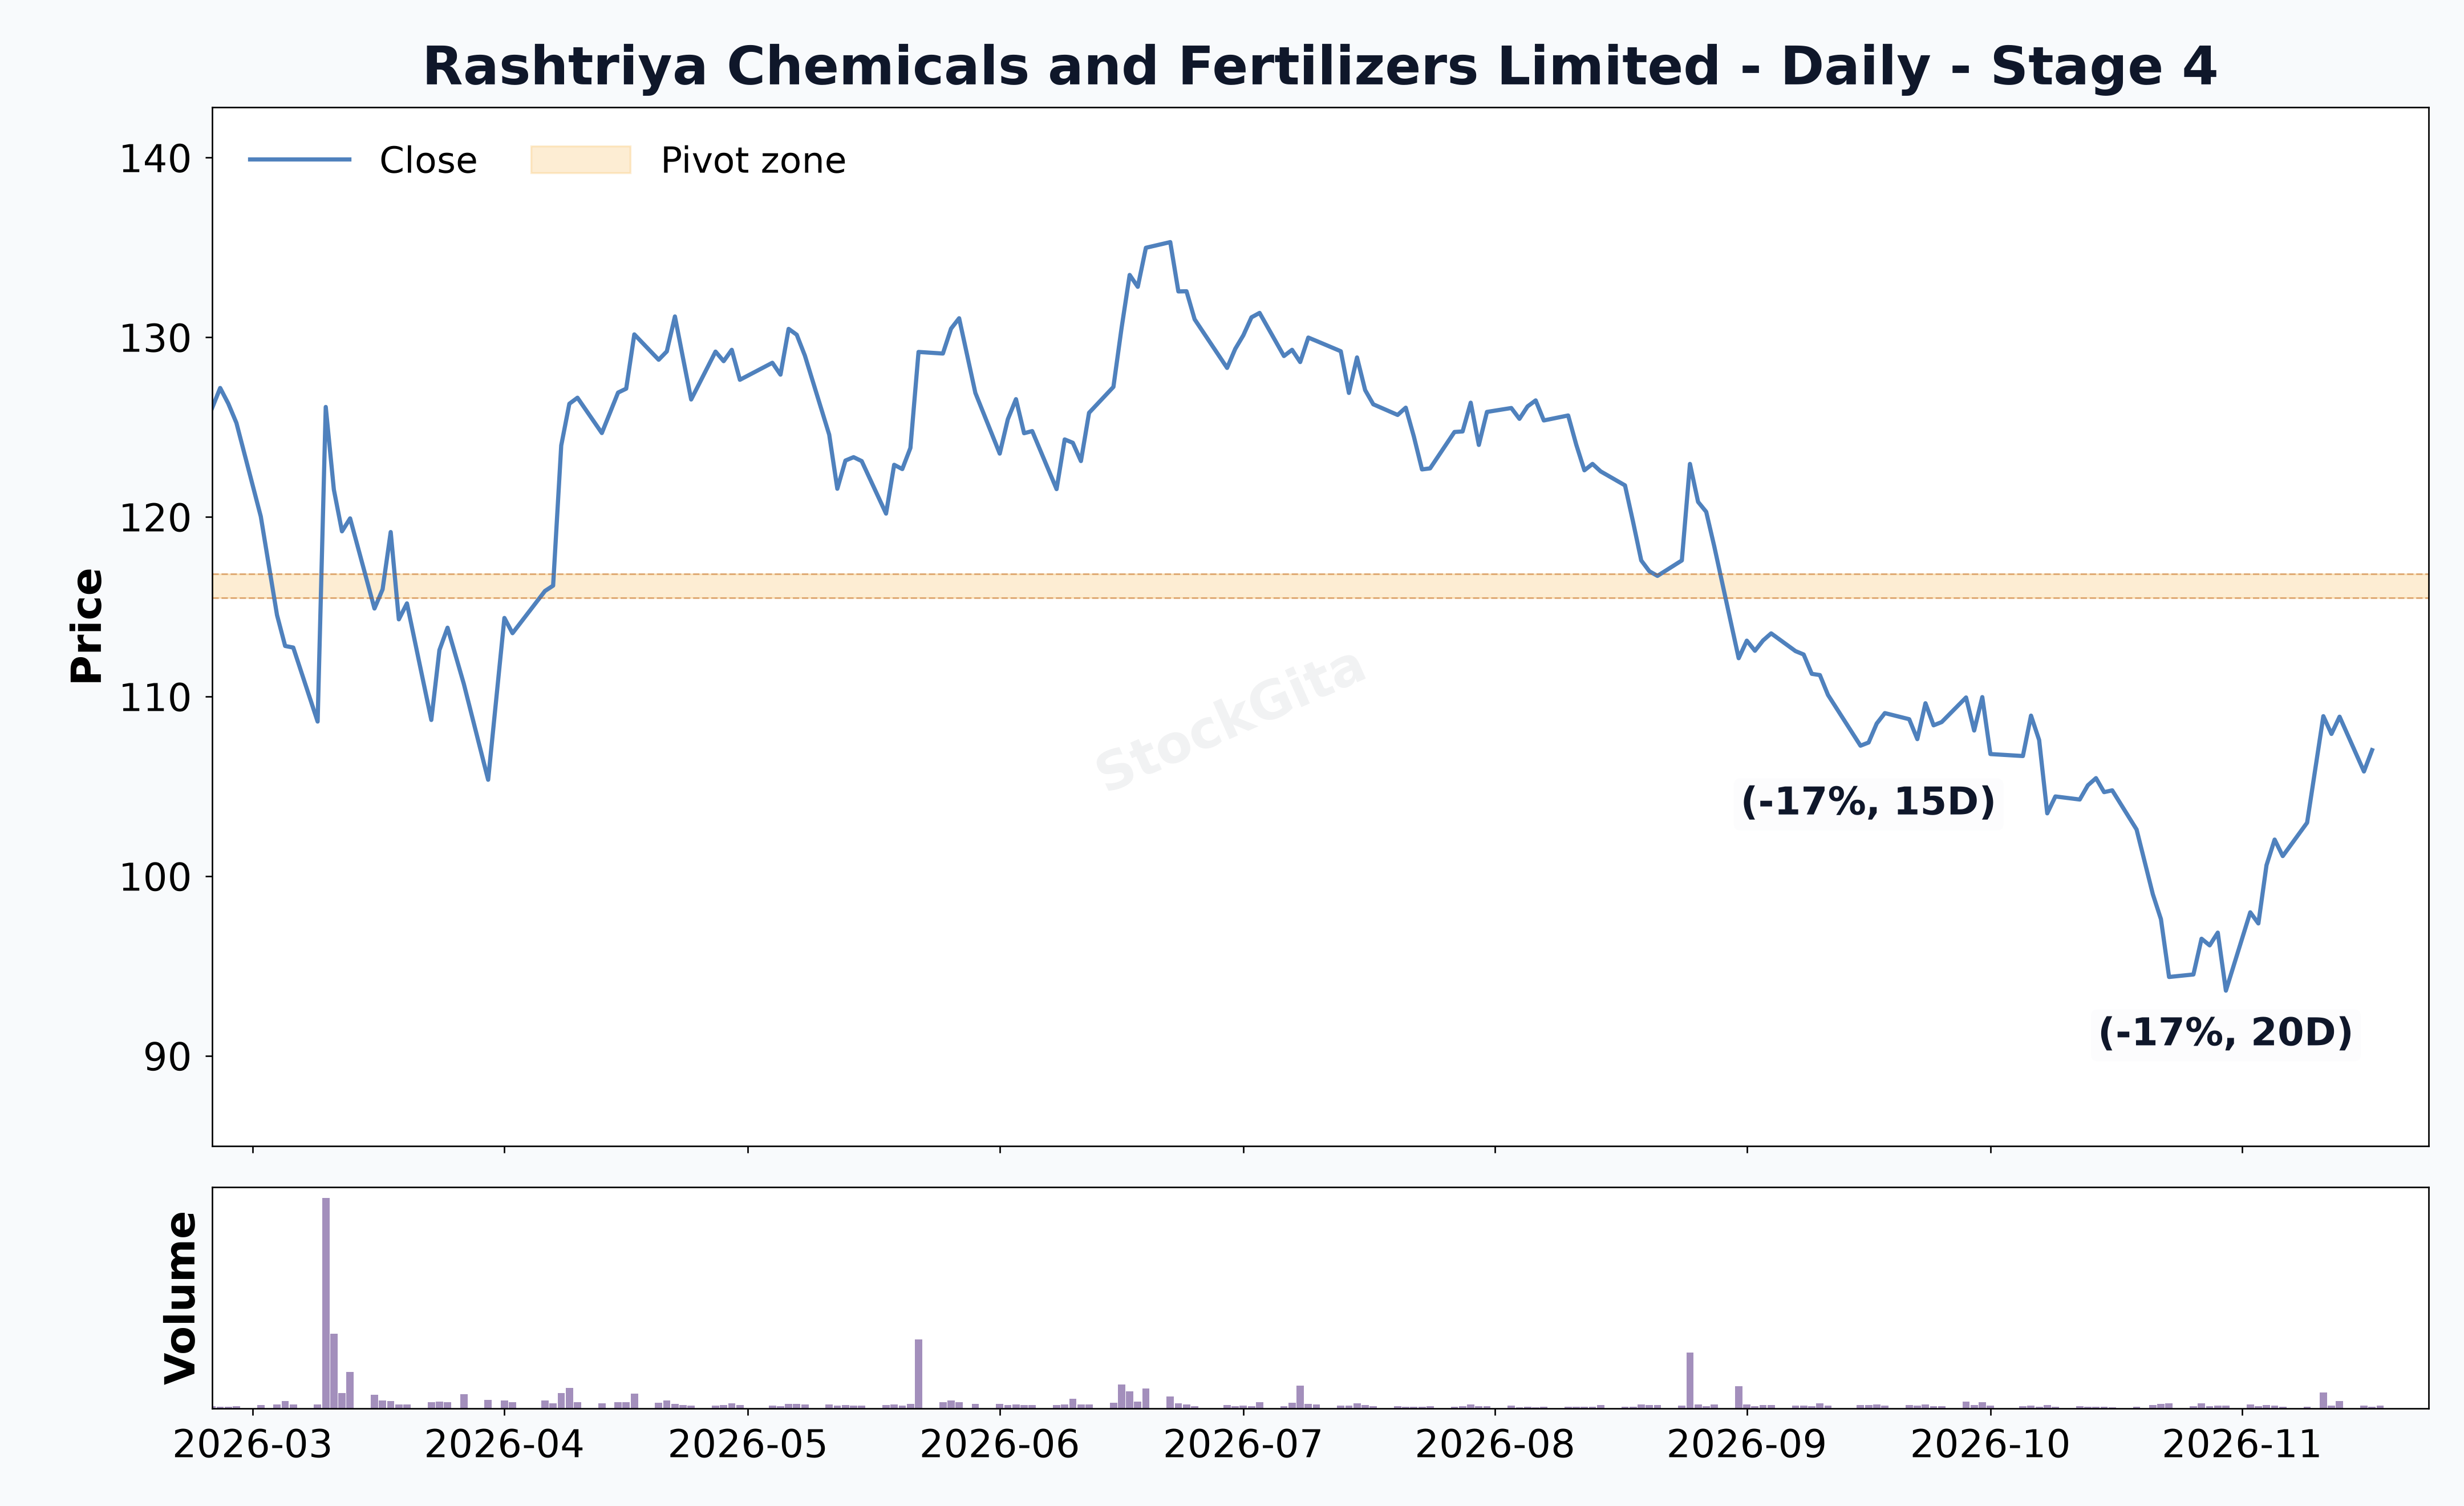 Rashtriya Chemicals and Fertilizers Limited - Daily - Stage 4
Close
Pivot zone
140
130
120
110
100
90
Price
StockGita
(-17%, 15D)
(-17%, 20D)
Volume
2026-03
2026-04
2026-05
2026-06
2026-07
2026-08
2026-09
2026-10
2026-11